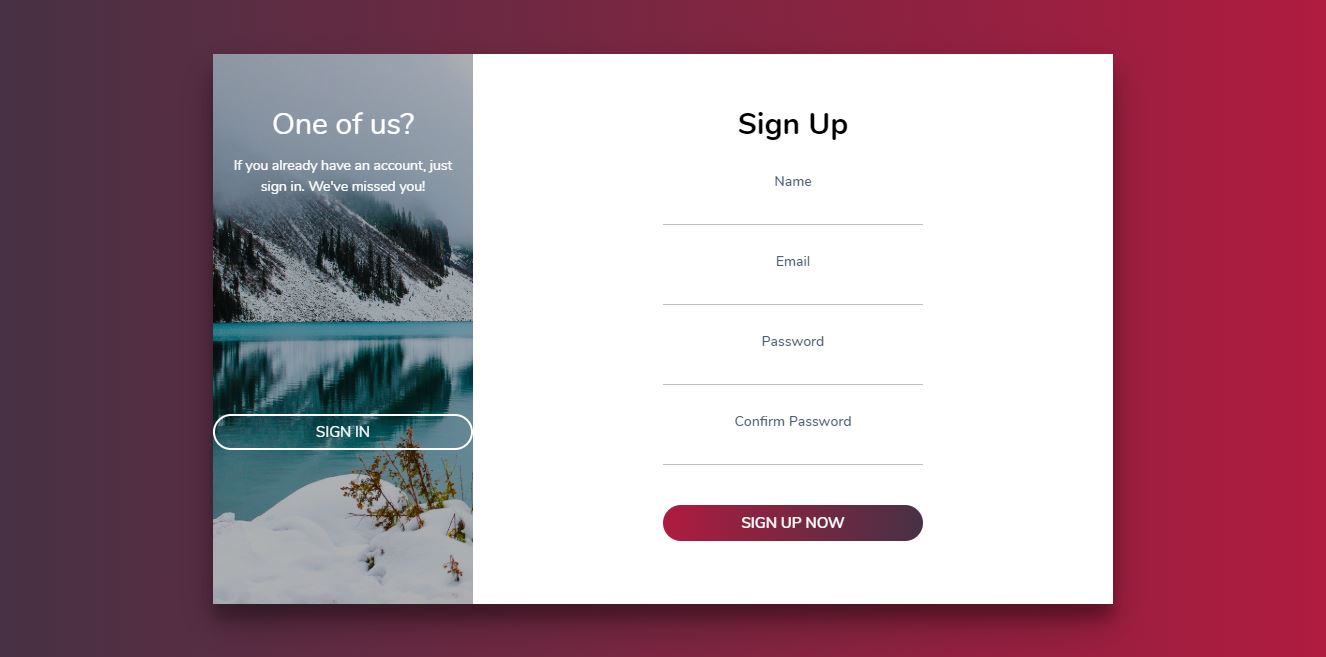 One of us?
If you already have an account, just
sign in. We've missed you!
SIGN IN
Sign Up
Name
Email
Password
Confirm Password
SIGN UP NOW